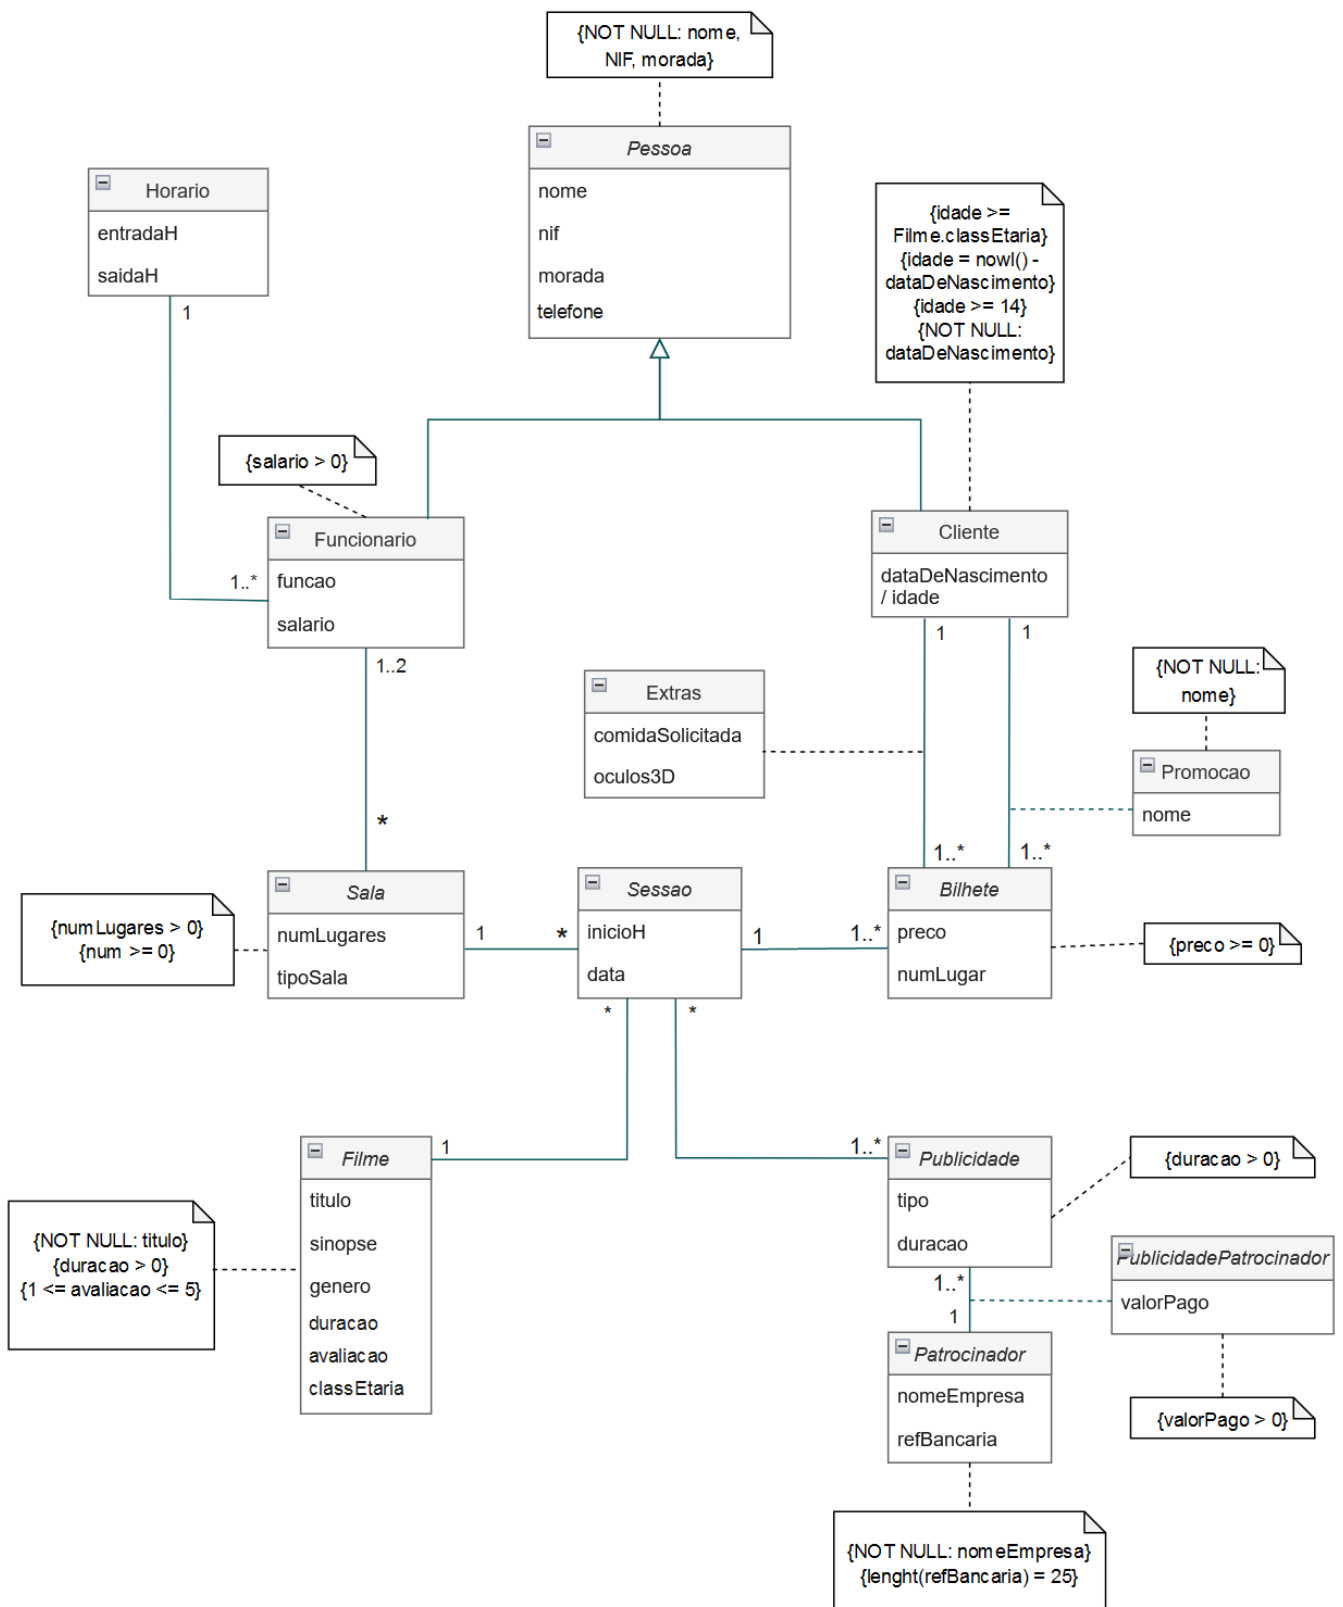 {NOT NULL: nome,
NIF, morada}
Pessoa
nome
nif
morada
telefone
Horario
entradaH
saidaH
1
{idade >=
Filme.classEtaria}
{idade = nowl() -
dataDeNascimento}
{idade >= 14}
{NOT NULL:
dataDeNascimento}
{salario > 0}
Funcionario
funcao
salario
1..*
1..2
*
Cliente
dataDeNascimento
/ idade
1
1
Extras
comidaSolicitada
oculos3D
{NOT NULL:
nome}
Promocao
nome
1..*
1..*
{numLugares > 0}
{num >= 0}
Sala
numLugares
tipoSala
1
*
Sessao
inicioH
data
1
1..*
*
*
Bilhete
preco
numLugar
{preco >= 0}
1
Filme
titulo
sinopse
genero
duracao
avaliacao
classEtaria
{NOT NULL: titulo}
{duracao > 0}
{1 <= avaliacao <= 5}
1..*
Publicidade
tipo
duracao
{duracao > 0}
1..*
1
PublicidadePatrocinador
valorPago
{valorPago > 0}
Patrocinador
nomeEmpresa
refBancaria
{NOT NULL: nomeEmpresa}
{lenght(refBancaria) = 25}